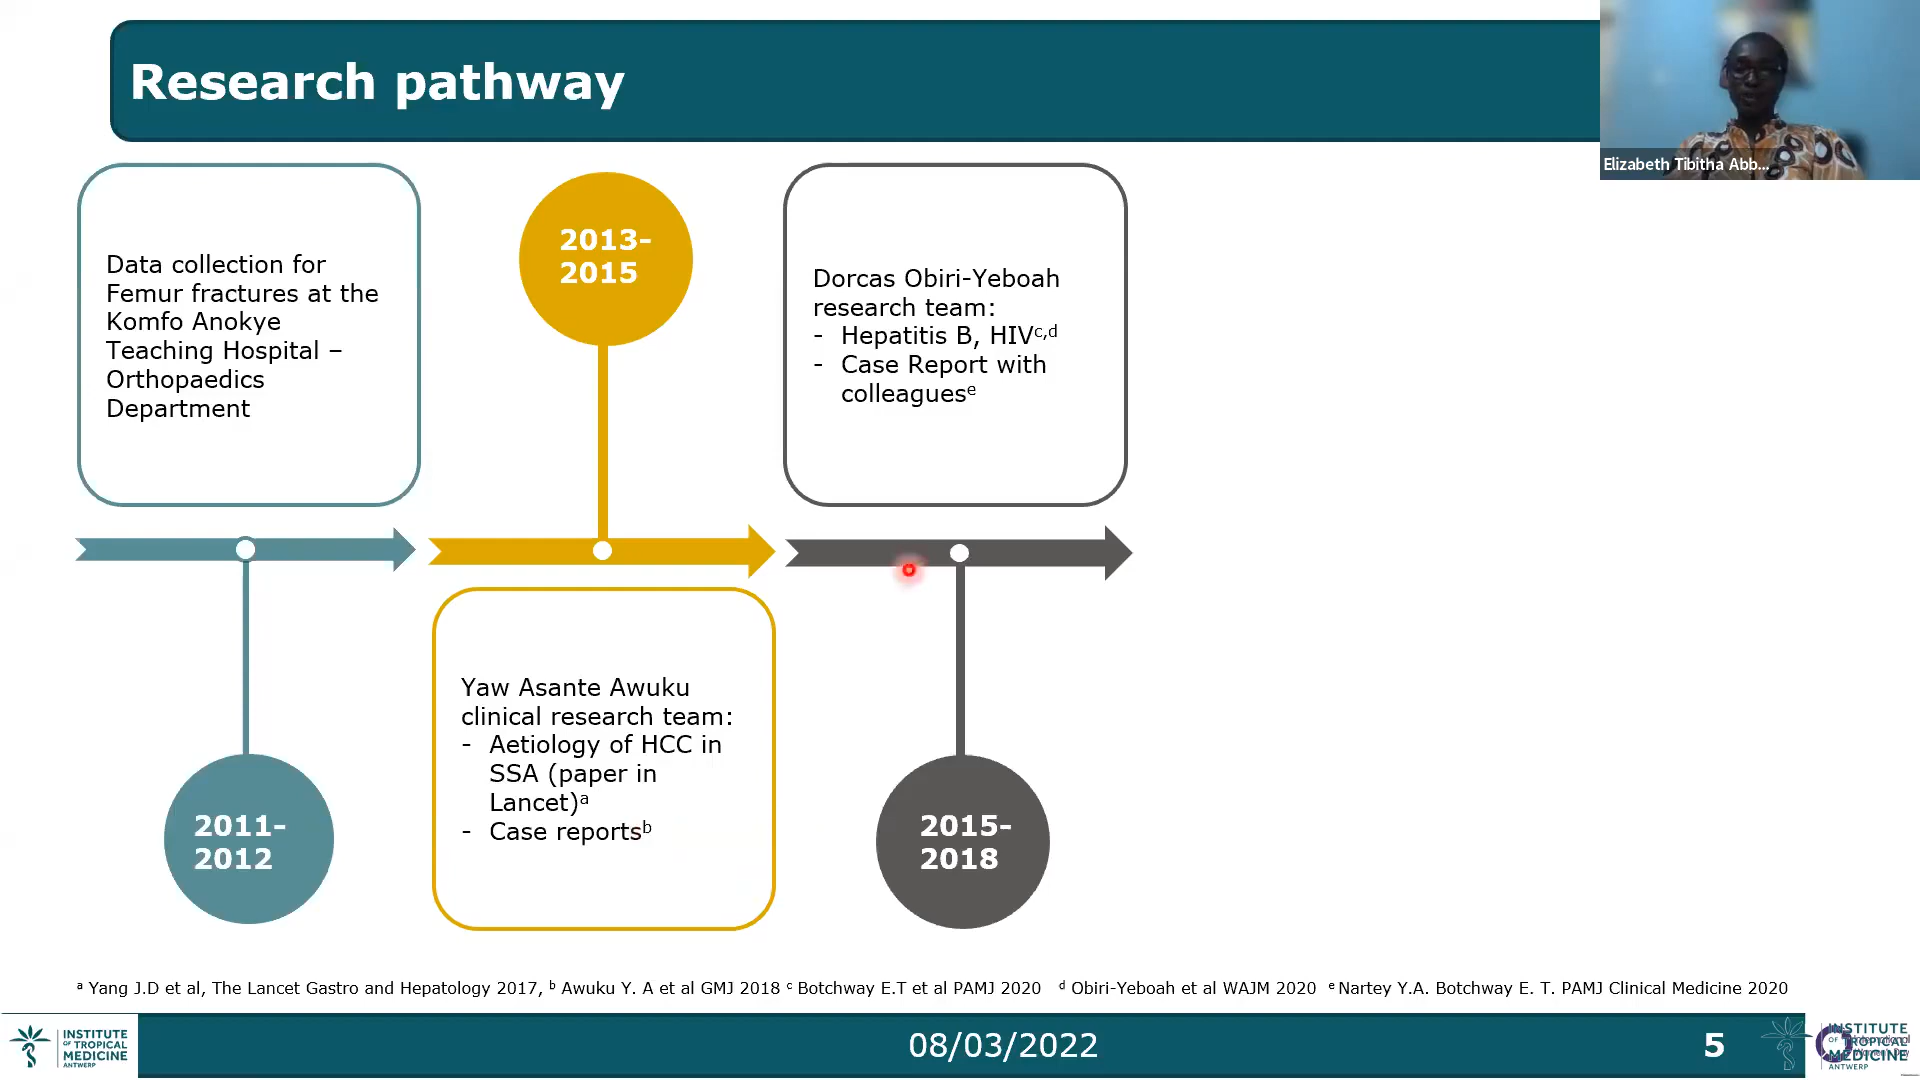 Research pathway
Elizabeth Tibitha Abb...
Data collection for
Femur fractures at the
Komfo Anokye
Teaching Hospital –
Orthopaedics
Department
2013-
2015
Dorcas Obiri-Yeboah
research team:
- Hepatitis B, HIVc,d
- Case Report with
colleaguese
2011-
2012
Yaw Asante Awuku
clinical research team:
- Aetiology of HCC in
SSA (paper in
Lancet)a
- Case reportsb
2015-
2018
a Yang J.D et al, The Lancet Gastro and Hepatology 2017, b Awuku Y. A et al GMJ 2018 c Botchway E.T et al PAMJ 2020 d Obiri-Yeboah et al WAJM 2020 e Nartey Y.A. Botchway E. T. PAMJ Clinical Medicine 2020
INSTITUTE
OF TROPICAL
MEDICINE
ANTWERP
08/03/2022
5
INSTITUTE
OF TROPICAL
MEDICINE
ANTWERP